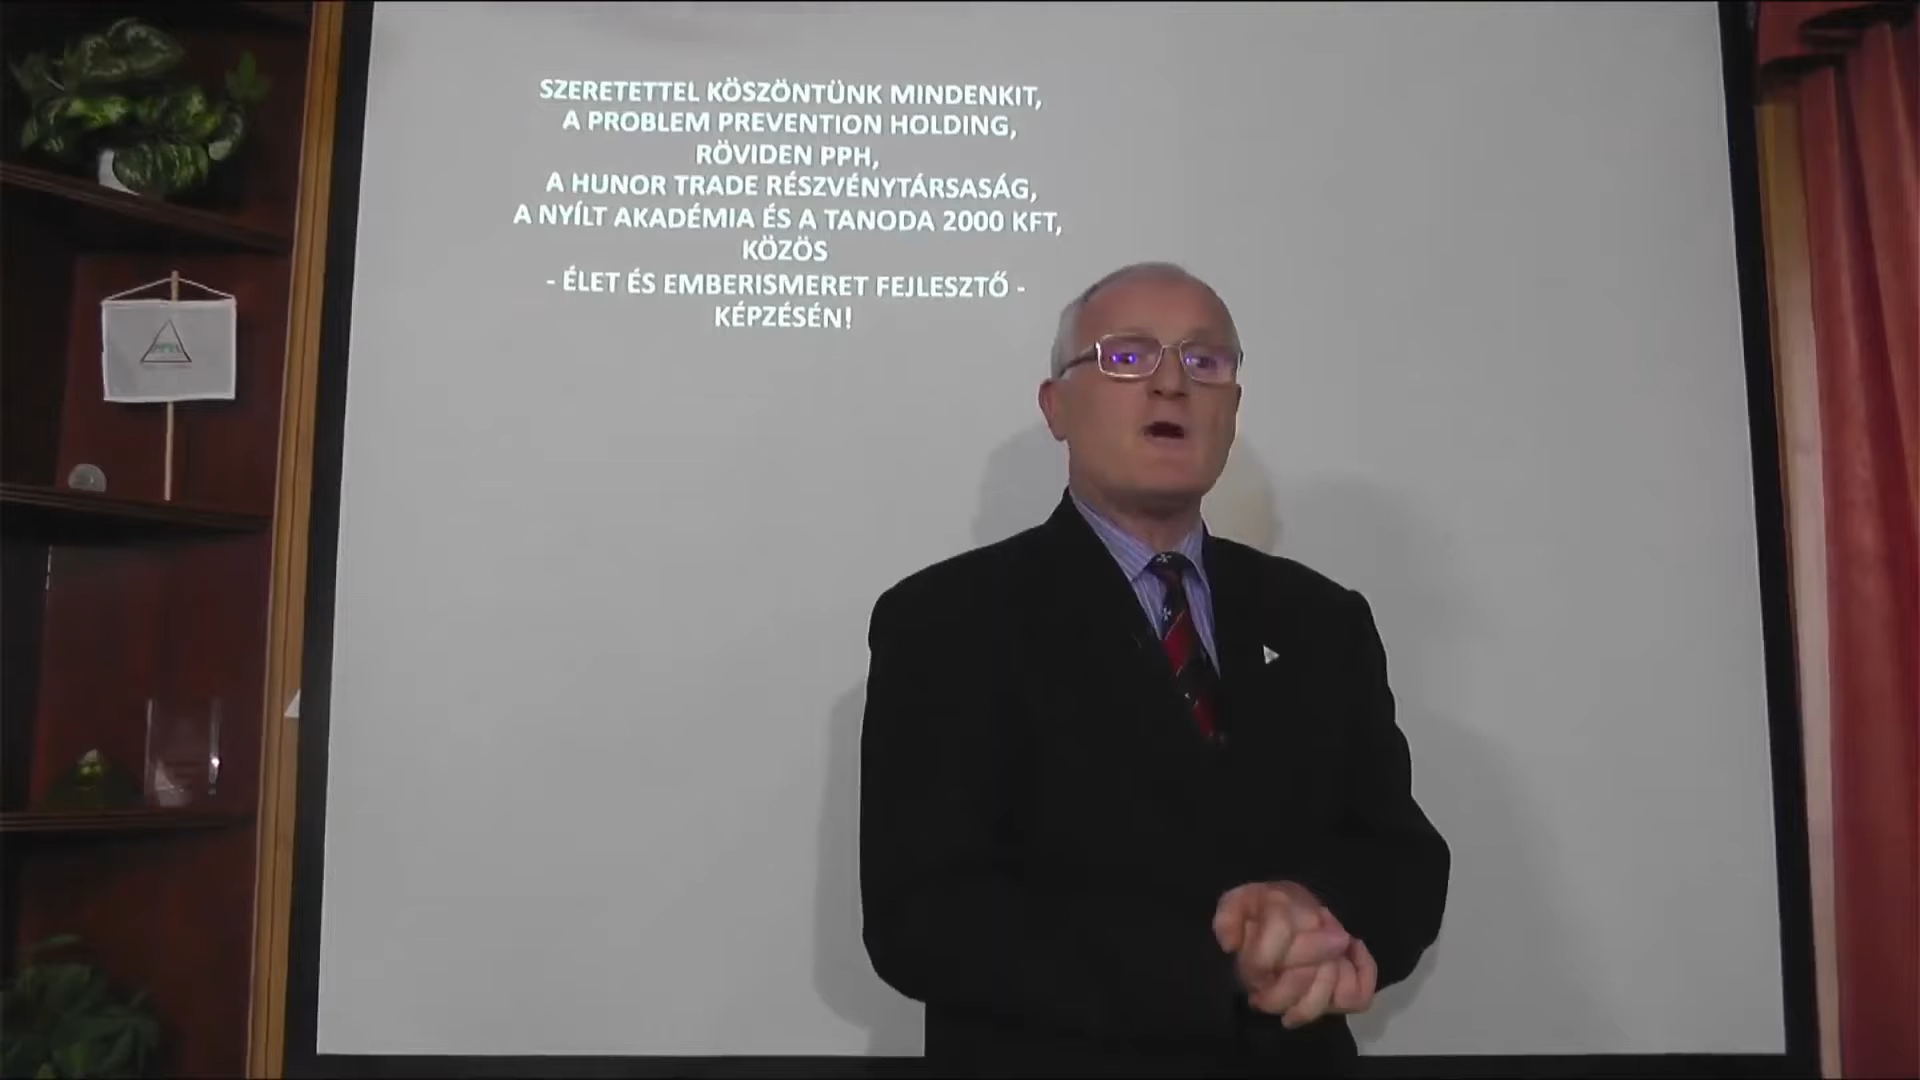 SZERETETTEL KÖSZÖNTÜNK MINDENKIT,
A PROBLEM PREVENTION HOLDING,
RÖVIDEN PPH,
A HUNOR TRADE RÉSZVÉNYTÁRSASÁG,
A NYÍLT AKADÉMIA ÉS A TANODA 2000 KFT,
KÖZÖS
- ÉLET ÉS EMBERISMERET FEJLESZTŐ -
KÉPZÉSÉN!